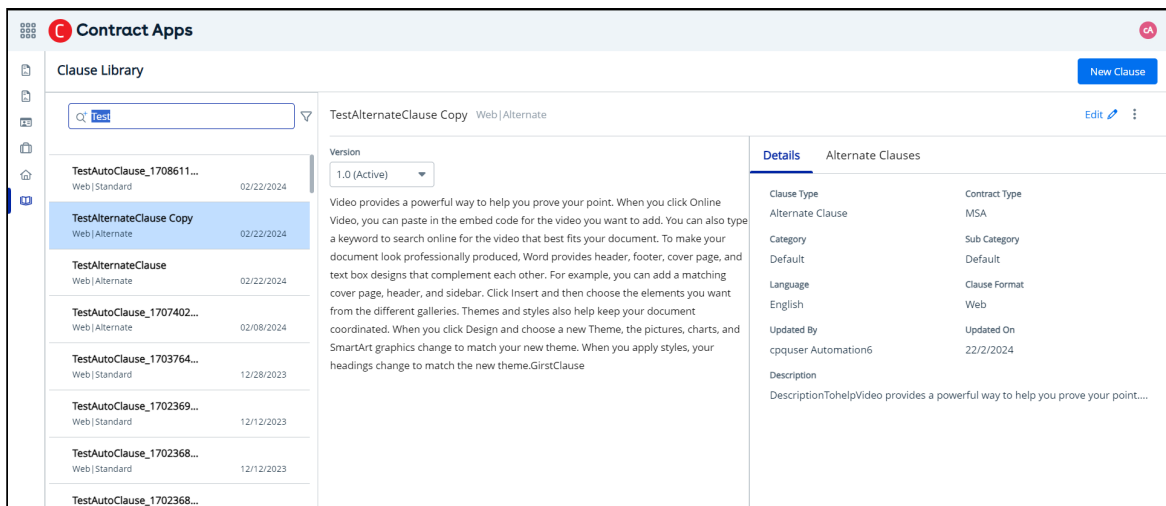 C Contract Apps
cA
Clause Library
New Clause
Test
TestAutoClause_1708611...
Web|Standard 02/22/2024
TestAlternateClause Copy
Web|Alternate 02/22/2024
TestAlternateClause
Web|Alternate 02/22/2024
TestAutoClause_1707402...
Web|Alternate 02/08/2024
TestAutoClause_1703764...
Web|Standard 12/28/2023
TestAutoClause_1702369...
Web|Standard 12/12/2023
TestAutoClause_1702368...
Web|Standard 12/12/2023
TestAutoClause_1702368...
TestAlternateClause Copy Web|Alternate
Edit
Version
1.0 (Active)
Video provides a powerful way to help you prove your point. When you click Online
Video, you can paste in the embed code for the video you want to add. You can also type
a keyword to search online for the video that best fits your document. To make your
document look professionally produced, Word provides header, footer, cover page, and
text box designs that complement each other. For example, you can add a matching
cover page, header, and sidebar. Click Insert and then choose the elements you want
from the different galleries. Themes and styles also help keep your document
coordinated. When you click Design and choose a new Theme, the pictures, charts, and
SmartArt graphics change to match your new theme. When you apply styles, your
headings change to match the new theme.GirstClause
Details Alternate Clauses
Clause Type Contract Type
Alternate Clause MSA
Category Sub Category
Default Default
Language Clause Format
English Web
Updated By Updated On
cpquser Automation6 22/2/2024
Description
DescriptionTohelpVideo provides a powerful way to help you prove your point....